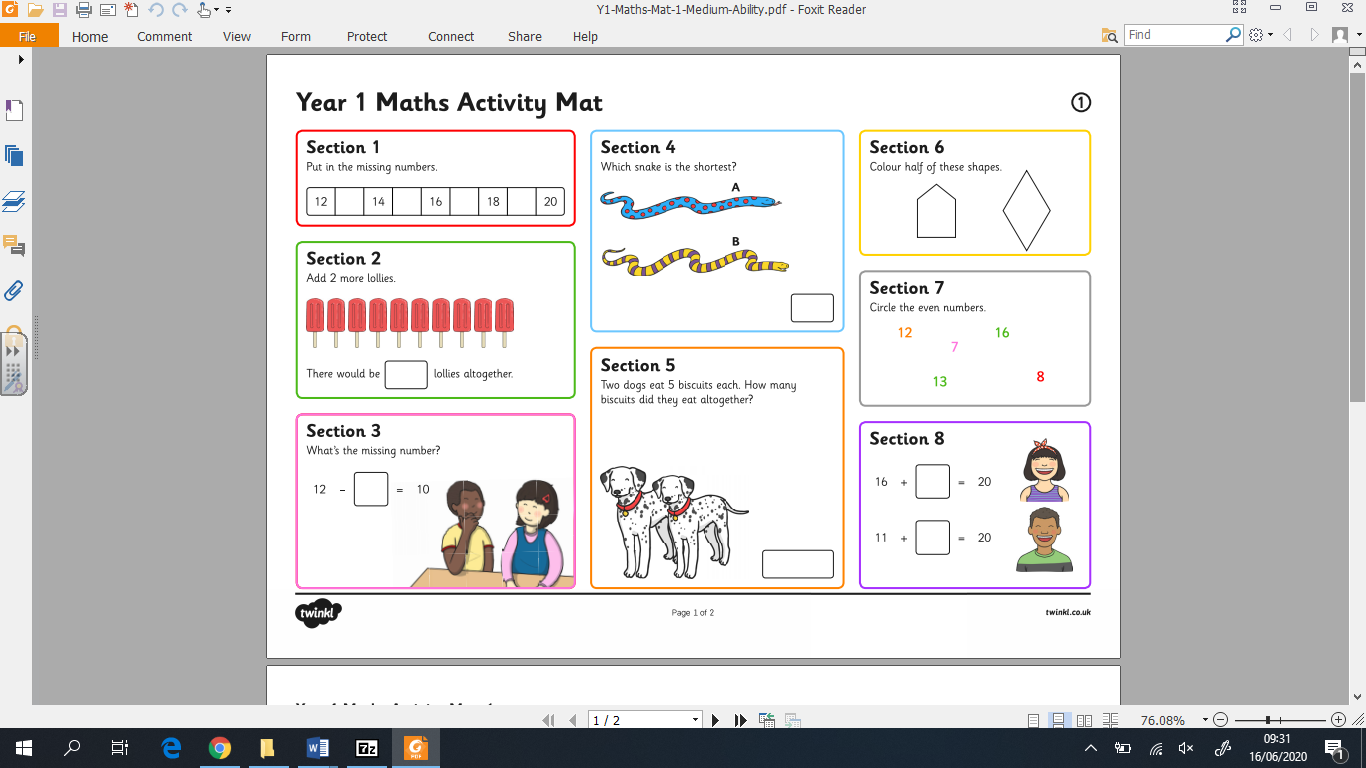 Y1-Maths-Mat-1-Medium-Ability.pdf - Foxit Reader
File Home Comment View Form Protect Connect Share Help
Find
Year 1 Maths Activity Mat
1
Section 1
Put in the missing numbers.
12 14 16 18 20
Section 2
Add 2 more lollies.
There would be lollies altogether.
Section 3
What's the missing number?
12 - = 10
Section 4
Which snake is the shortest?
A
B
Section 5
Two dogs eat 5 biscuits each. How many
biscuits did they eat altogether?
Section 6
Colour half of these shapes.
Section 7
Circle the even numbers.
12 16
7
13 8
Section 8
16 + = 20
11 + = 20
twinkl
Page 1 of 2
twinkl.co.uk
1 / 2
76.08%
7z
PDF
09:31
16/06/2020
1